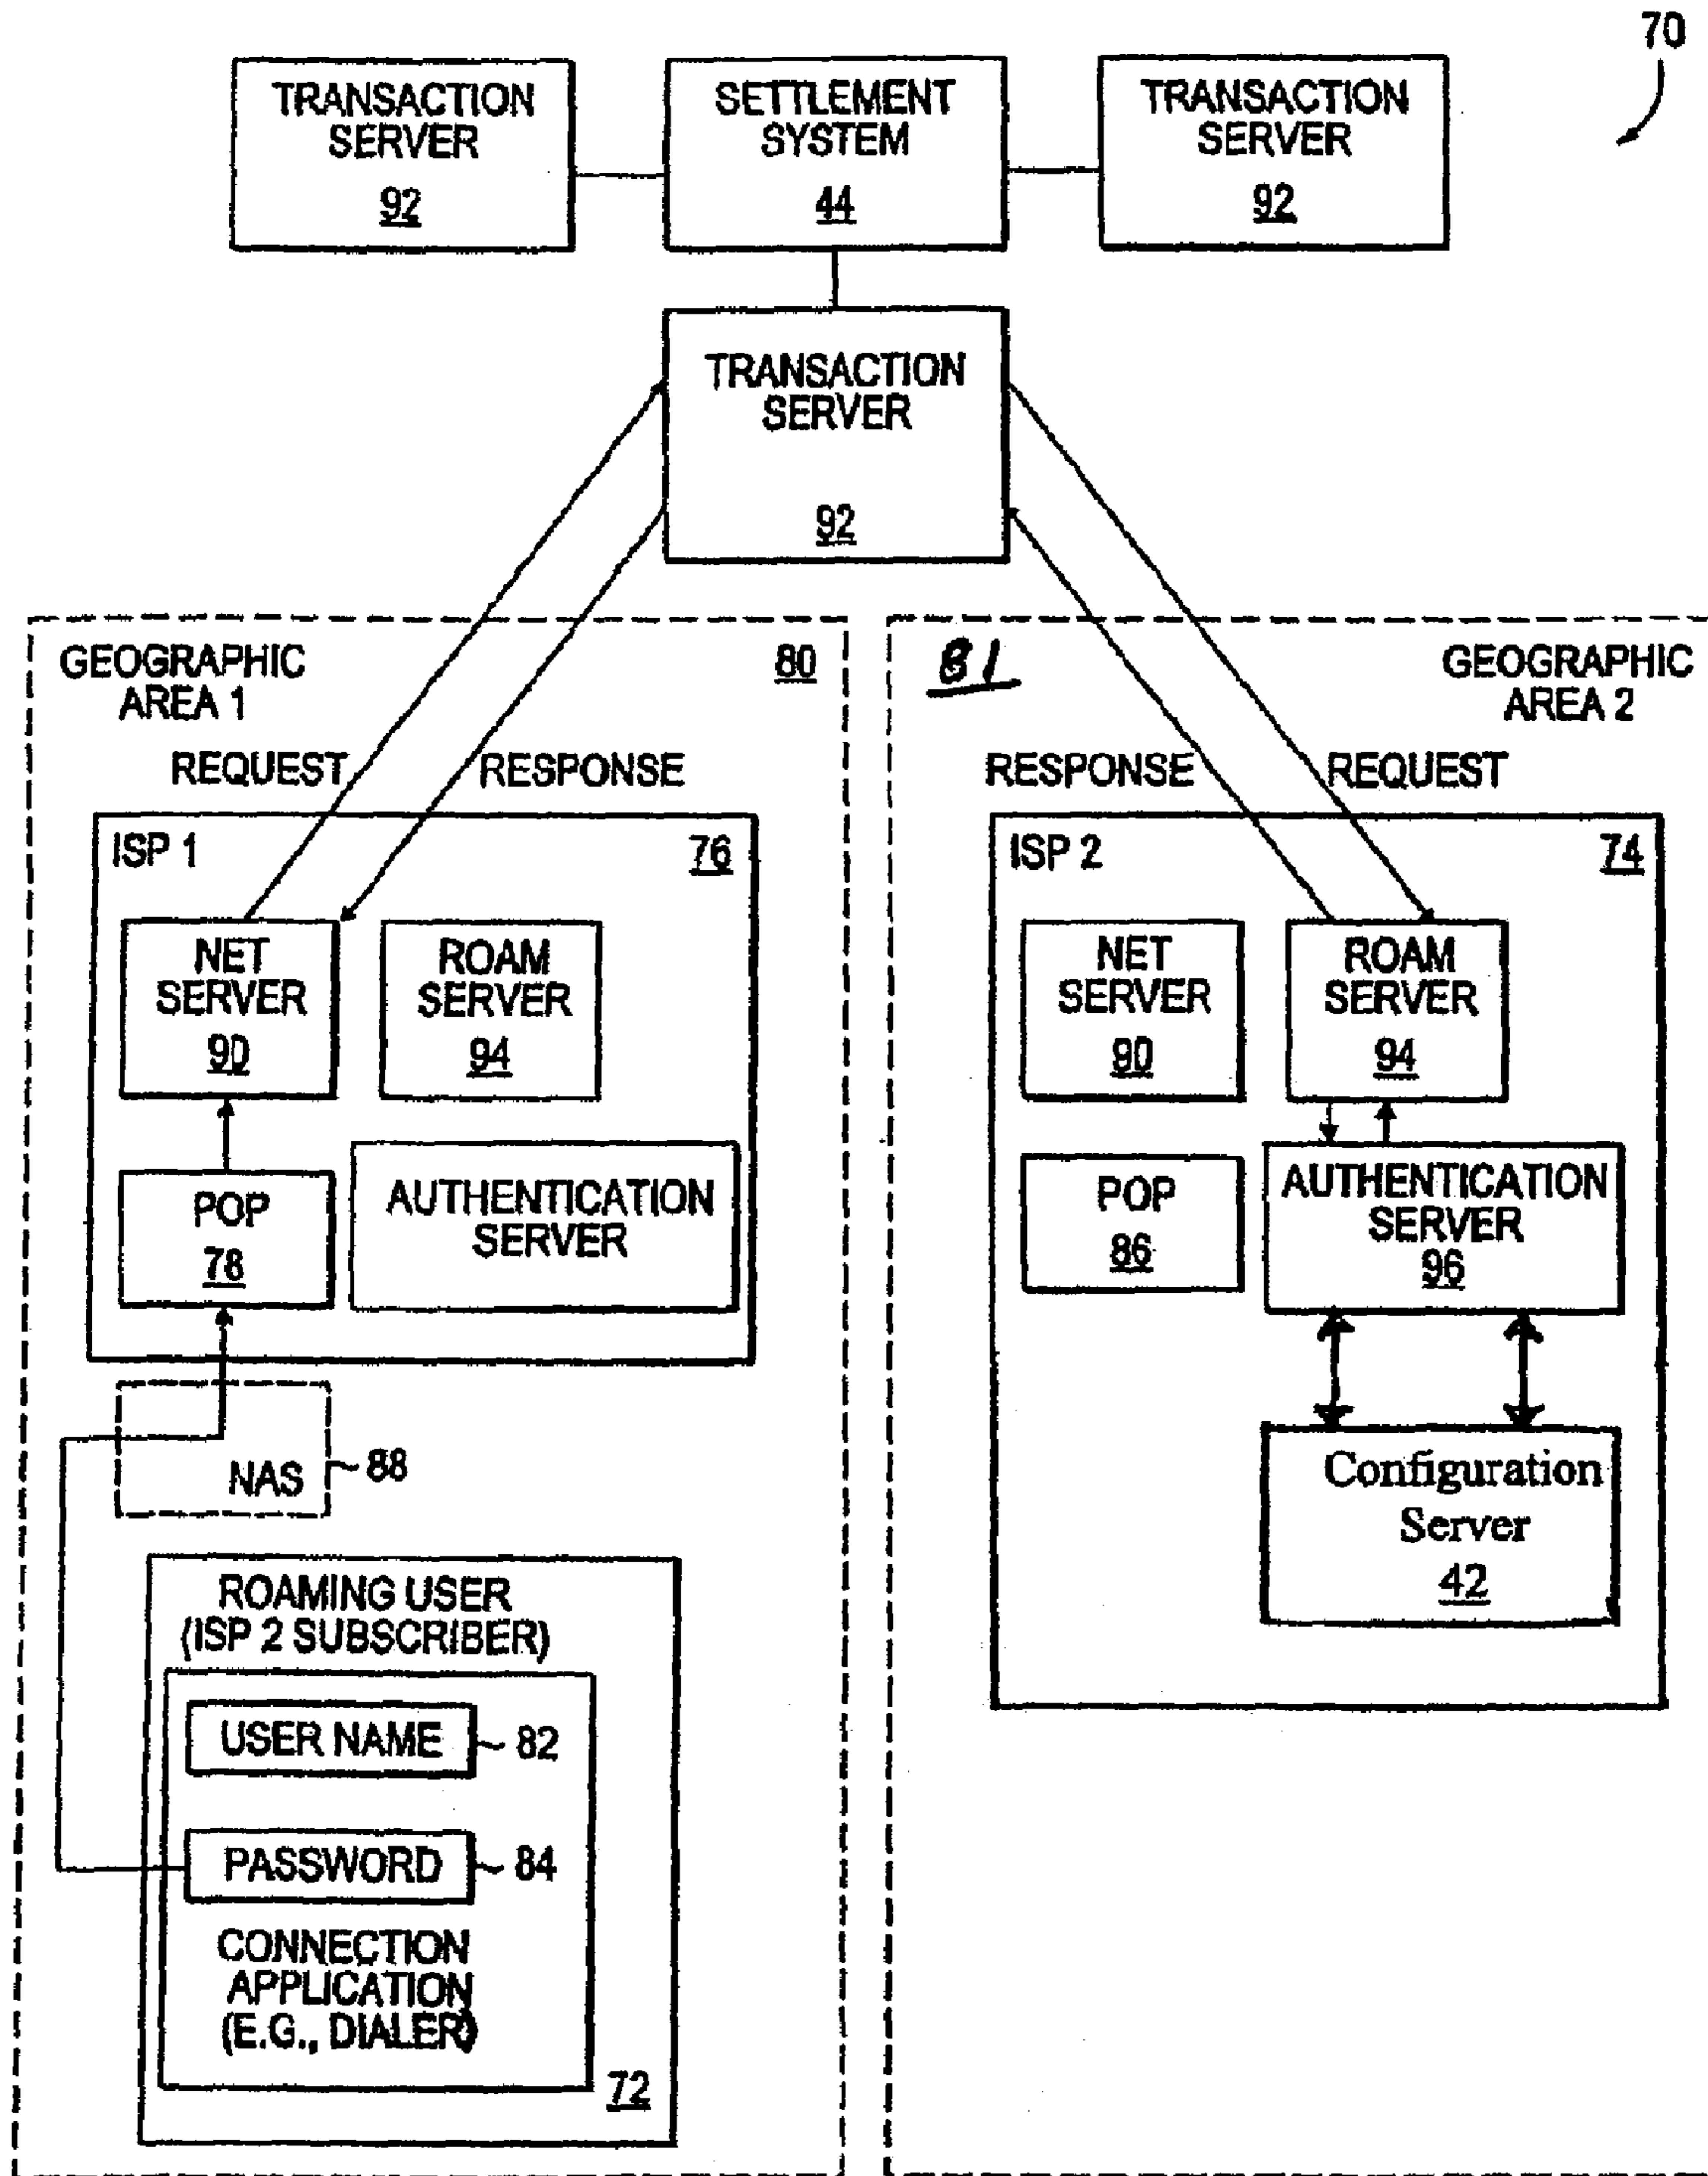 70
TRANSACTION
SERVER
92
SETTLEMENT
SYSTEM
44
TRANSACTION
SERVER
92
TRANSACTION
SERVER
92
GEOGRAPHIC
AREA 1
80
REQUEST
RESPONSE
ISP 1
76
NET
SERVER
90
ROAM
SERVER
94
POP
78
AUTHENTICATION
SERVER
NAS
88
ROAMING USER
(ISP 2 SUBSCRIBER)
USER NAME
82
PASSWORD
84
CONNECTION
APPLICATION
(E.G., DIALER)
72
81
GEOGRAPHIC
AREA 2
RESPONSE
REQUEST
ISP 2
74
NET
SERVER
90
ROAM
SERVER
94
POP
86
AUTHENTICATION
SERVER
96
Configuration
Server
42